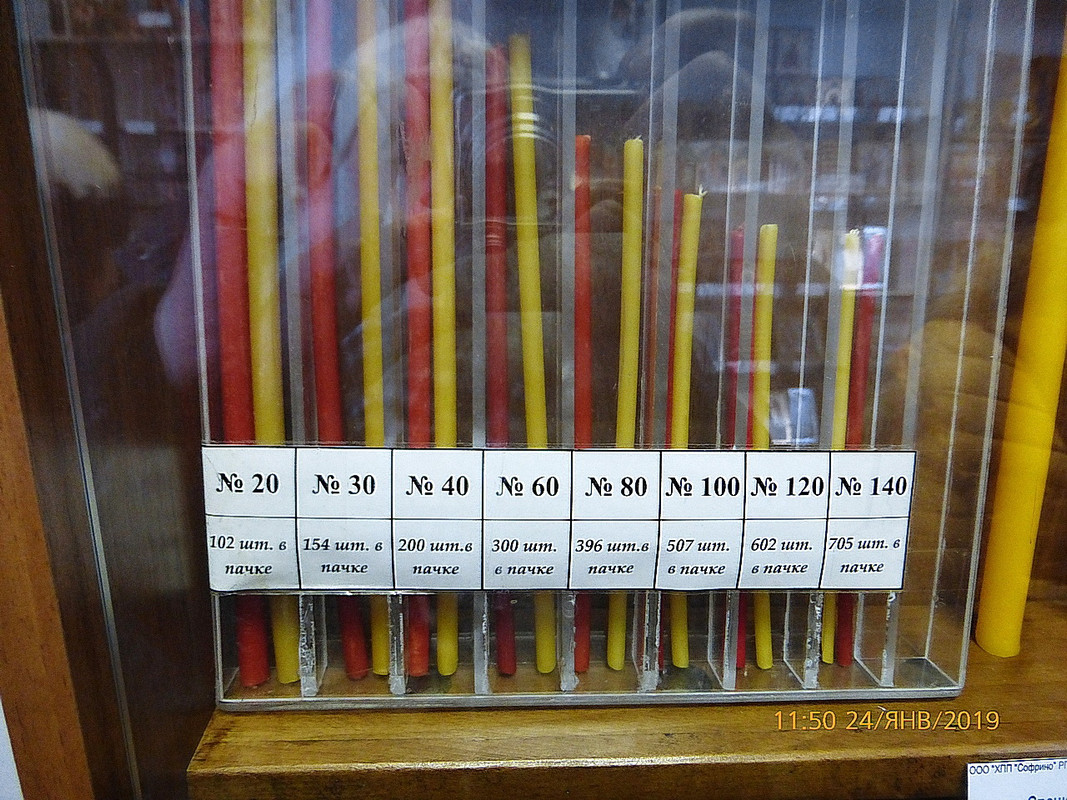 № 20 № 30 № 40 № 60 № 80 № 100 № 120 № 140
102 шт. в 154 шт. в 200 шт.в 300 шт. 396 шт.в 507 шт. 602 шт. 705 шт. в
пачке пачке пачке в пачке пачке в пачке в пачке пачке
11:50 24/ЯНВ/2019
ООО "ХПП "Софрино" РП